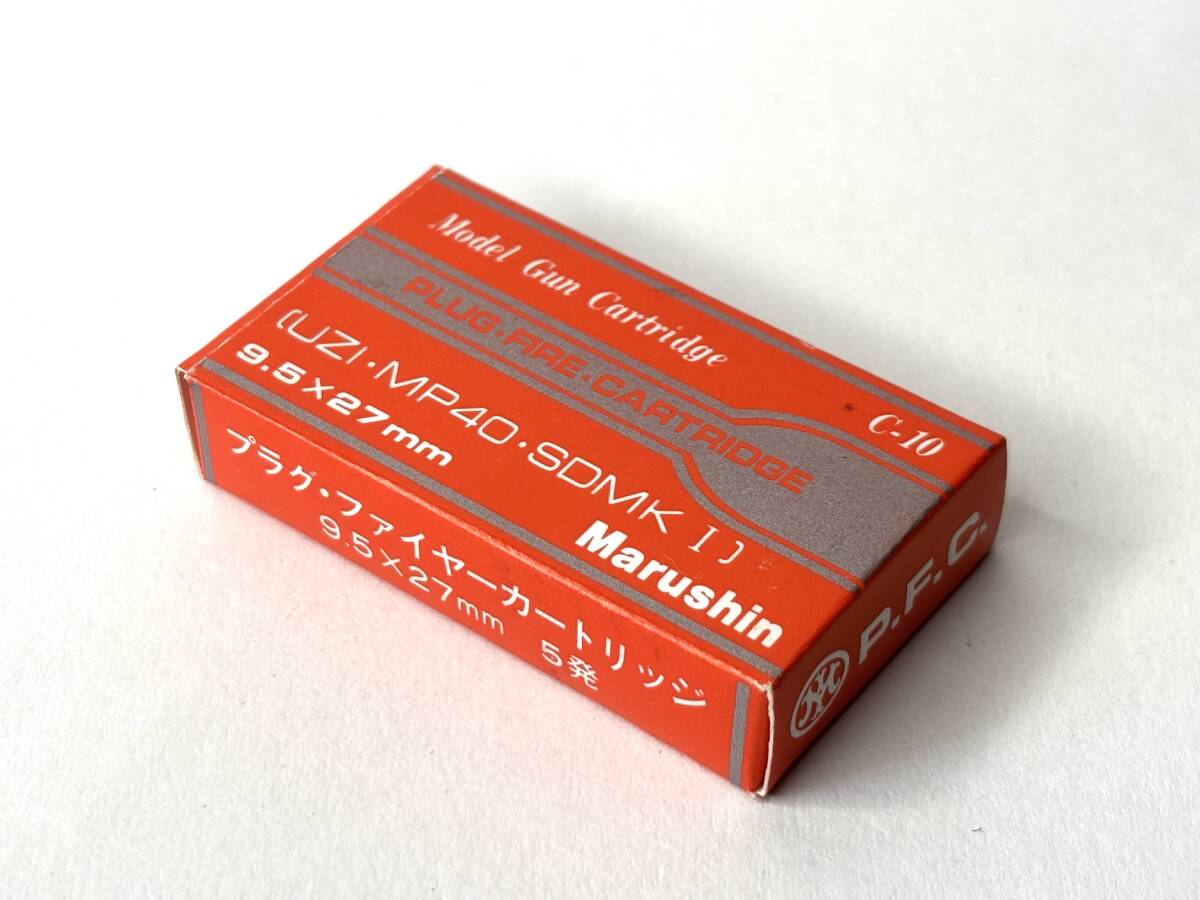 Model Gun Cartridge
C-10
PLUG・FIRE・CARTRIDGE
[UZI・MP40・SDMK I]
9.5×27mm
Marushin
プラグ・ファイヤーカートリッジ
9.5×27mm 5発
P.F.C.